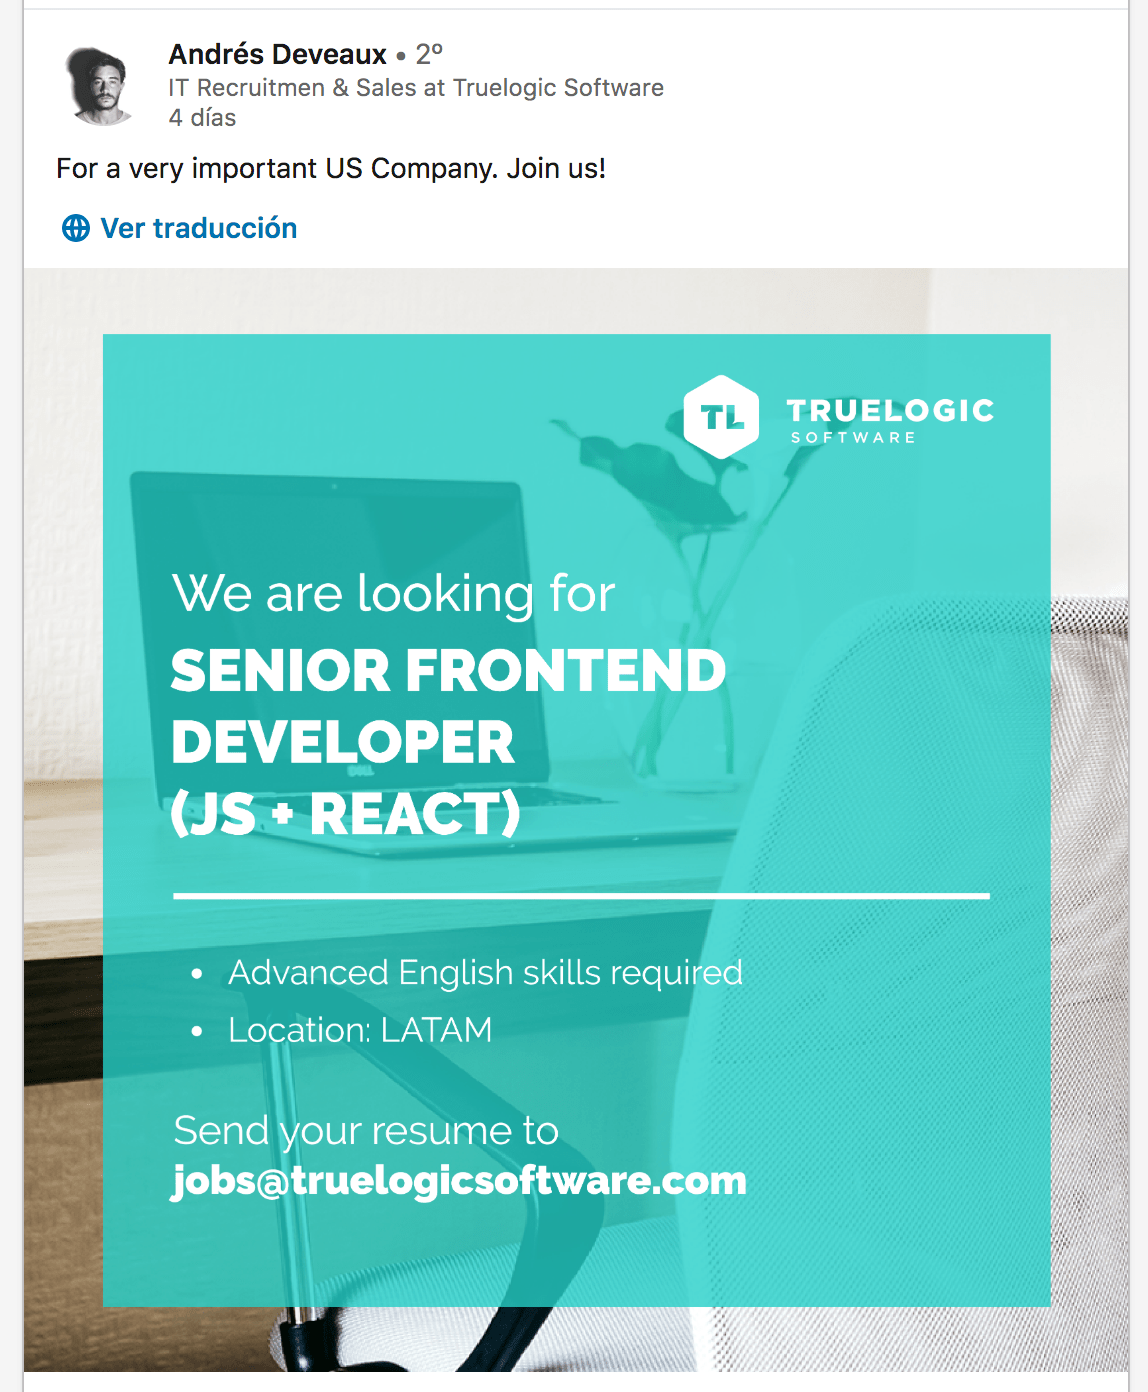 Andrés Deveaux • 2º
IT Recruitmen & Sales at Truelogic Software
4 días
For a very important US Company. Join us!
Ver traducción
TL TRUELOGIC
SOFTWARE
We are looking for
SENIOR FRONTEND
DEVELOPER
(JS + REACT)
• Advanced English skills required
• Location: LATAM
Send your resume to
jobs@truelogicsoftware.com
DELL